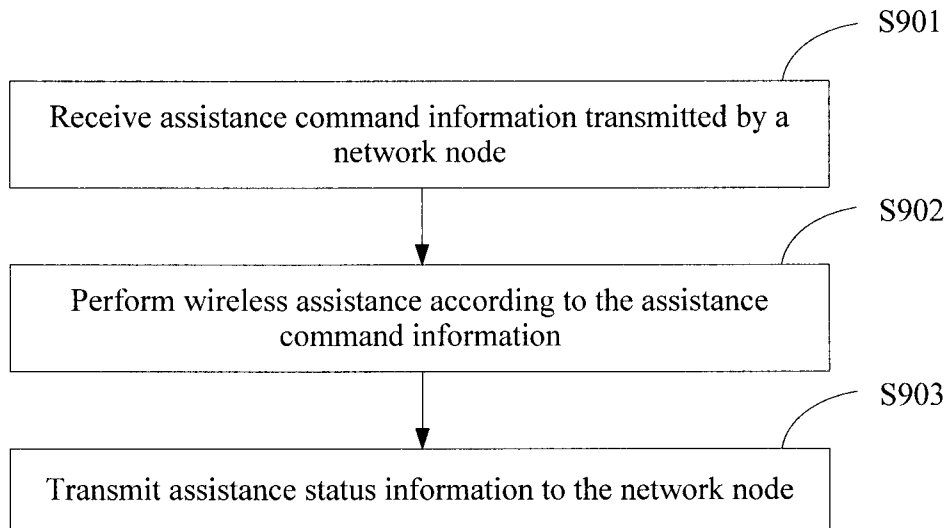 S901
Receive assistance command information transmitted by a
network node
S902
Perform wireless assistance according to the assistance
command information
S903
Transmit assistance status information to the network node